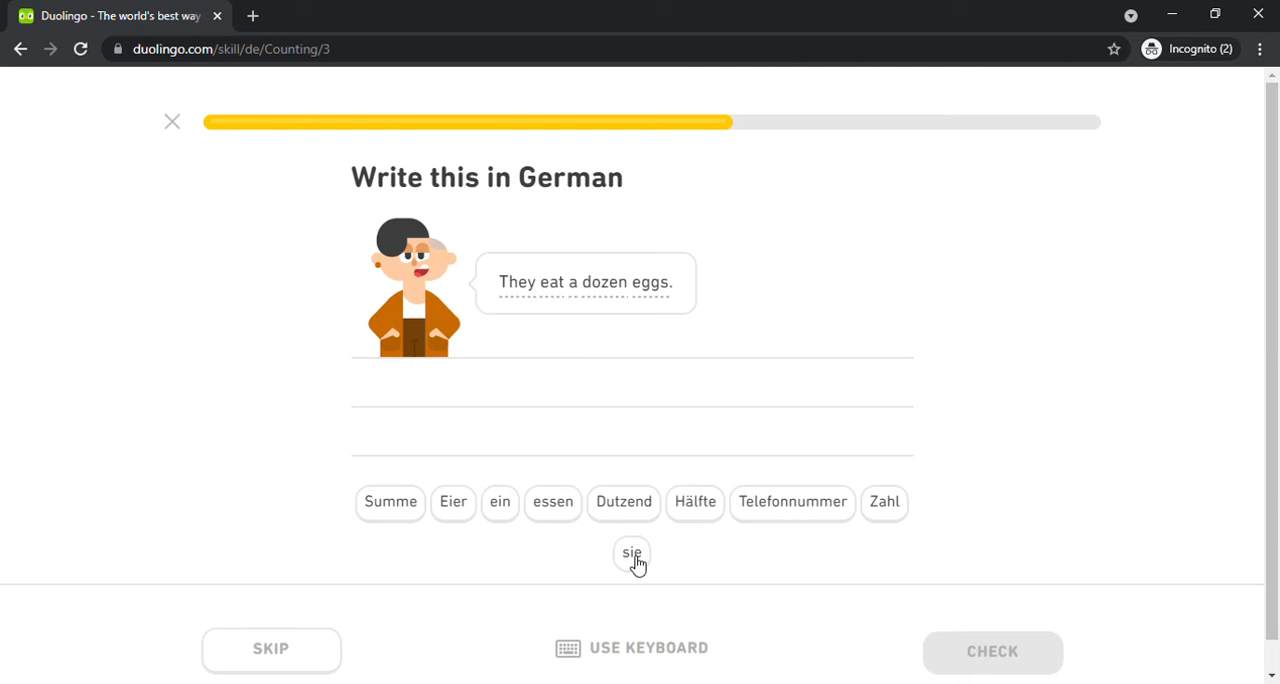 Duolingo - The world's best way
duolingo.com/skill/de/Counting/3
Incognito (2)
Write this in German
They eat a dozen eggs.
Summe Eier ein essen Dutzend Hälfte Telefonnummer Zahl
sie
SKIP USE KEYBOARD CHECK